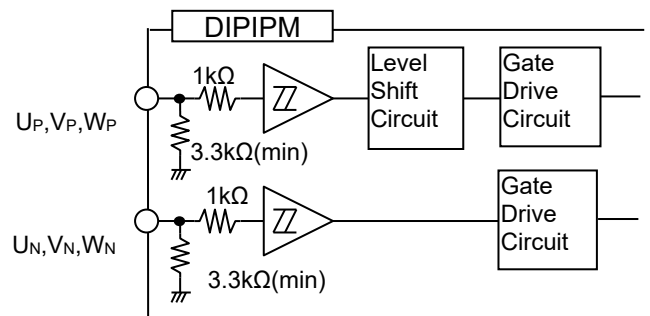 DIPIPM
1kΩ
Level
Shift
Circuit
Gate
Drive
Circuit
UP,VP,WP
3.3kΩ(min)
1kΩ
Gate
Drive
Circuit
UN,VN,WN
3.3kΩ(min)